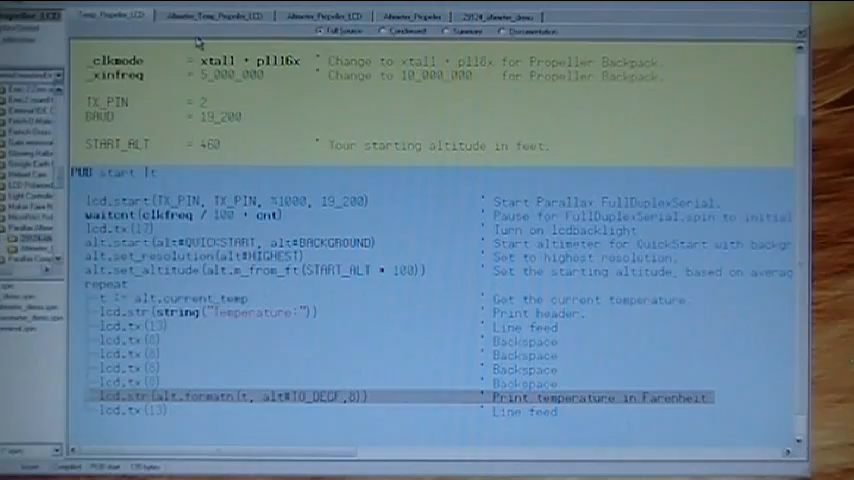 Temp_Propeller_LCD Altimeter_Temp_Propeller_LCD Altimeter_Propeller_LCD Altimeter_Propeller 29124_altimeter_demo
Full Source Condensed Summary Documentation
_clkmode = xtal1 + pll16x ' Change to xtal1 + pll8x for Propeller Backpack.
_xinfreq = 5_000_000 ' Change to 10_000_000 for Propeller Backpack.
TX_PIN = 2
BAUD = 19_200
START_ALT = 460 ' Your starting altitude in feet.
PUB start | t
lcd.start(TX_PIN, TX_PIN, %1000, 19_200) ' Start Parallax FullDuplexSerial.
waitcnt(clkfreq / 100 + cnt) ' Pause for FullDuplexSerial.spin to initial
lcd.tx(17) ' Turn on lcdbacklight
alt.start(alt#QUICKSTART, alt#BACKGROUND) ' Start altimeter for QuickStart with backgr
alt.set_resolution(alt#HIGHEST) ' Set to highest resolution.
alt.set_altitude(alt.m_from_ft(START_ALT * 100)) ' Set the starting altitude, based on averag
repeat
t := alt.current_temp ' Get the current temperature.
lcd.str(string("Temperature:")) ' Print header.
lcd.tx(13) ' Line feed
lcd.tx(8) ' Backspace
lcd.tx(8) ' Backspace
lcd.tx(8) ' Backspace
lcd.tx(8) ' Backspace
lcd.str(alt.formatn(t, alt#TO_DEGF,8)) ' Print temperature in Farenheit
lcd.tx(13) ' Line feed